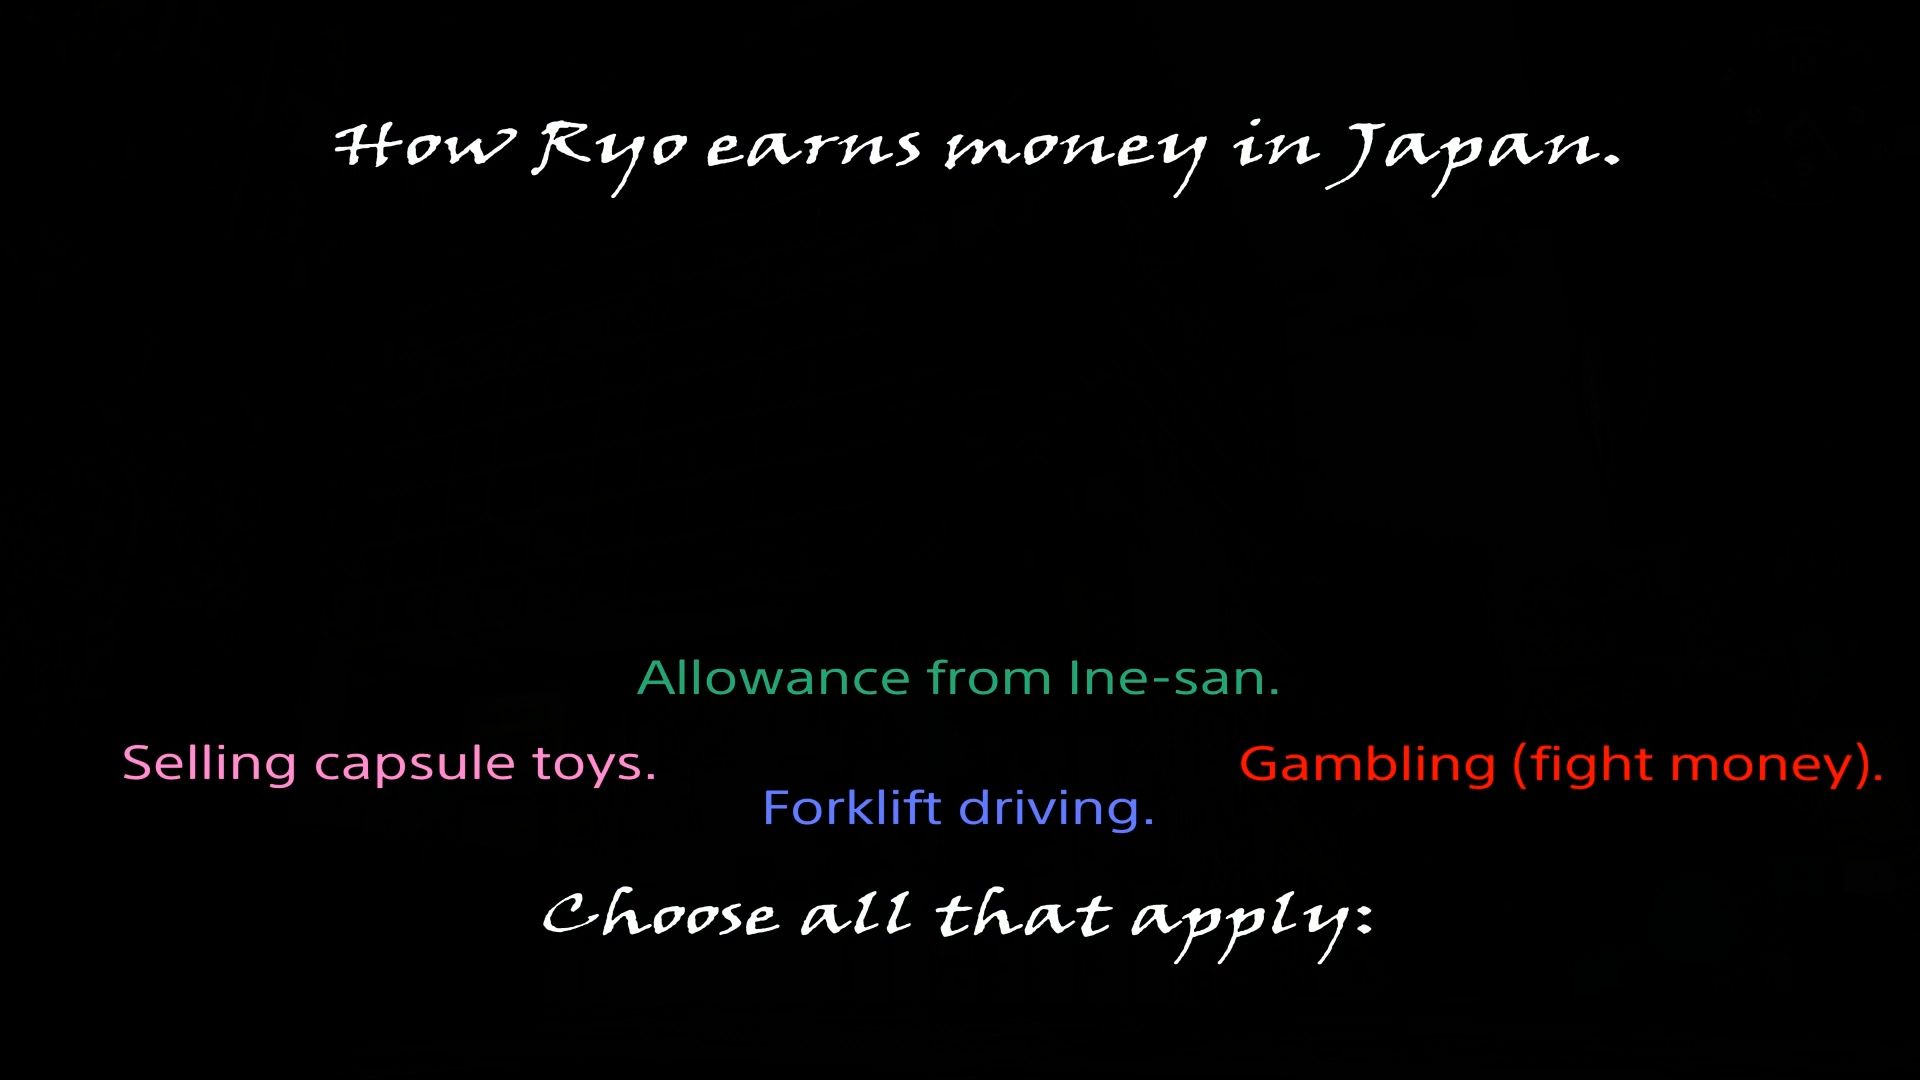 How Ryo earns money in Japan.
Allowance from Ine-san.
Selling capsule toys.
Gambling (fight money).
Forklift driving.
Choose all that apply: